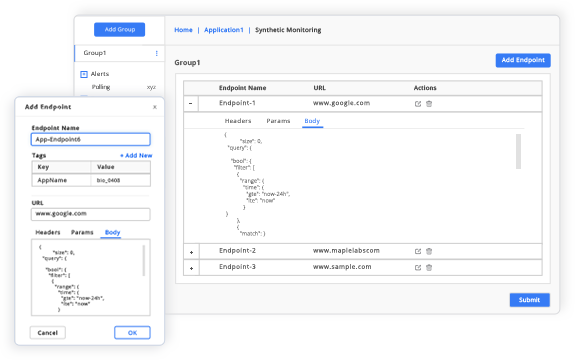 Add Group
Home | Application1 | Synthetic Monitoring
Group1
Alerts
Polling xyz
Group1
Add Endpoint
Endpoint Name URL Actions
Endpoint-1 www.google.com
Headers Params Body
{
"size": 0,
"query": {
"bool": {
"filter": [
{
"range": {
"time": {
"gte": "now-24h",
"lte": "now"
}
}
},
{
"match": }
Endpoint-2 www.maplelabscom
Endpoint-3 www.sample.com
Submit
Add Endpoint ×
Endpoint Name
App-Endpoint6
Tags + Add New
Key Value
AppName bio_0408
URL
www.google.com
Headers Params Body
{
"size": 0,
"query": {
"bool": {
"filter": [
{
"range": {
"time": {
"gte": "now-24h",
"lte": "now"
}
Cancel OK